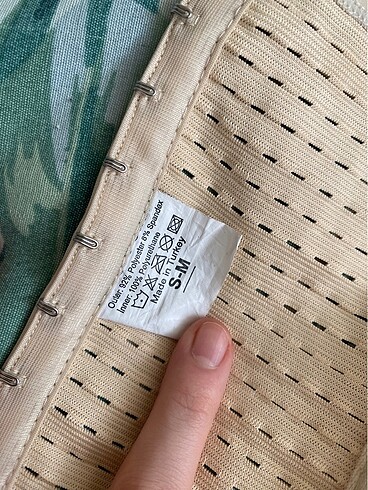 Outer: 92% Polyester 8% Spandex
Inner: 100% Polyurethane
Made in Turkey
S-M